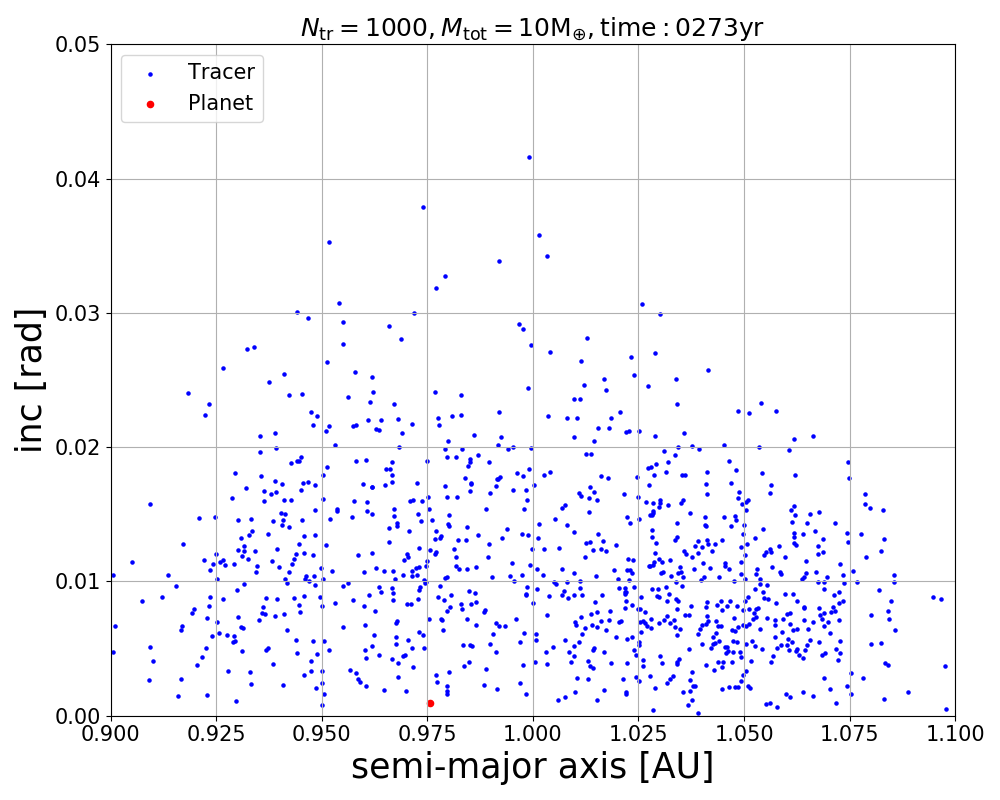 N_tr = 1000, M_tot = 10M_⊕, time : 0273yr
0.05
Tracer
Planet
0.04
0.03
inc [rad]
0.02
0.01
0.00
0.900 0.925 0.950 0.975 1.000 1.025 1.050 1.075 1.100
semi-major axis [AU]